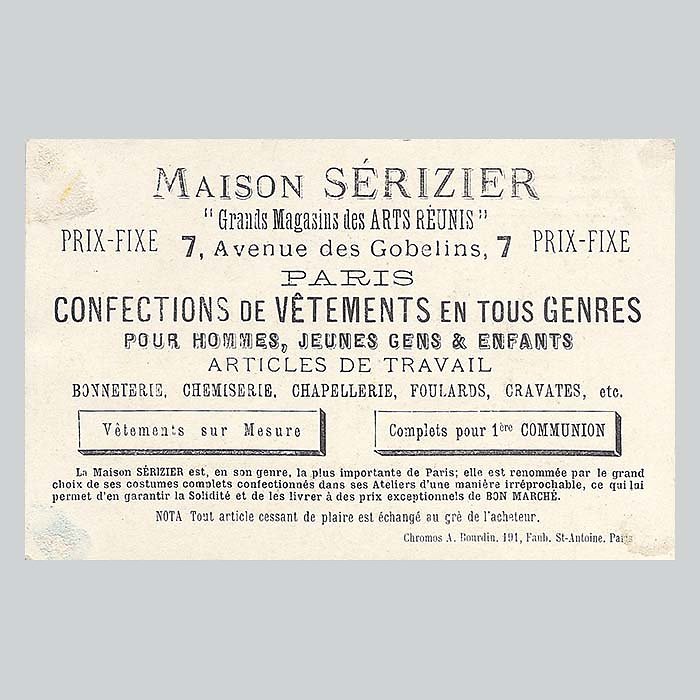 MAISON SÉRIZIER
"Grands Magasins des ARTS RÉUNIS"
PRIX-FIXE 7, Avenue des Gobelins, 7 PRIX-FIXE
PARIS
CONFECTIONS DE VÊTEMENTS EN TOUS GENRES
POUR HOMMES, JEUNES GENS & ENFANTS
ARTICLES DE TRAVAIL
BONNETERIE, CHEMISERIE, CHAPELLERIE, FOULARDS, CRAVATES, etc.
Vêtements sur Mesure
Complets pour 1ère COMMUNION
La Maison SÉRIZIER est, en son genre, la plus importante de Paris; elle est renommée par le grand
choix de ses costumes complets confectionnés dans ses Ateliers d'une manière irréprochable, ce qui lui
permet d'en garantir la Solidité et de les livrer à des prix exceptionnels de BON MARCHÉ.
NOTA Tout article cessant de plaire est échangé au gré de l'acheteur.
Chromos A. Bourdin, 191, Faub. St-Antoine, Paris